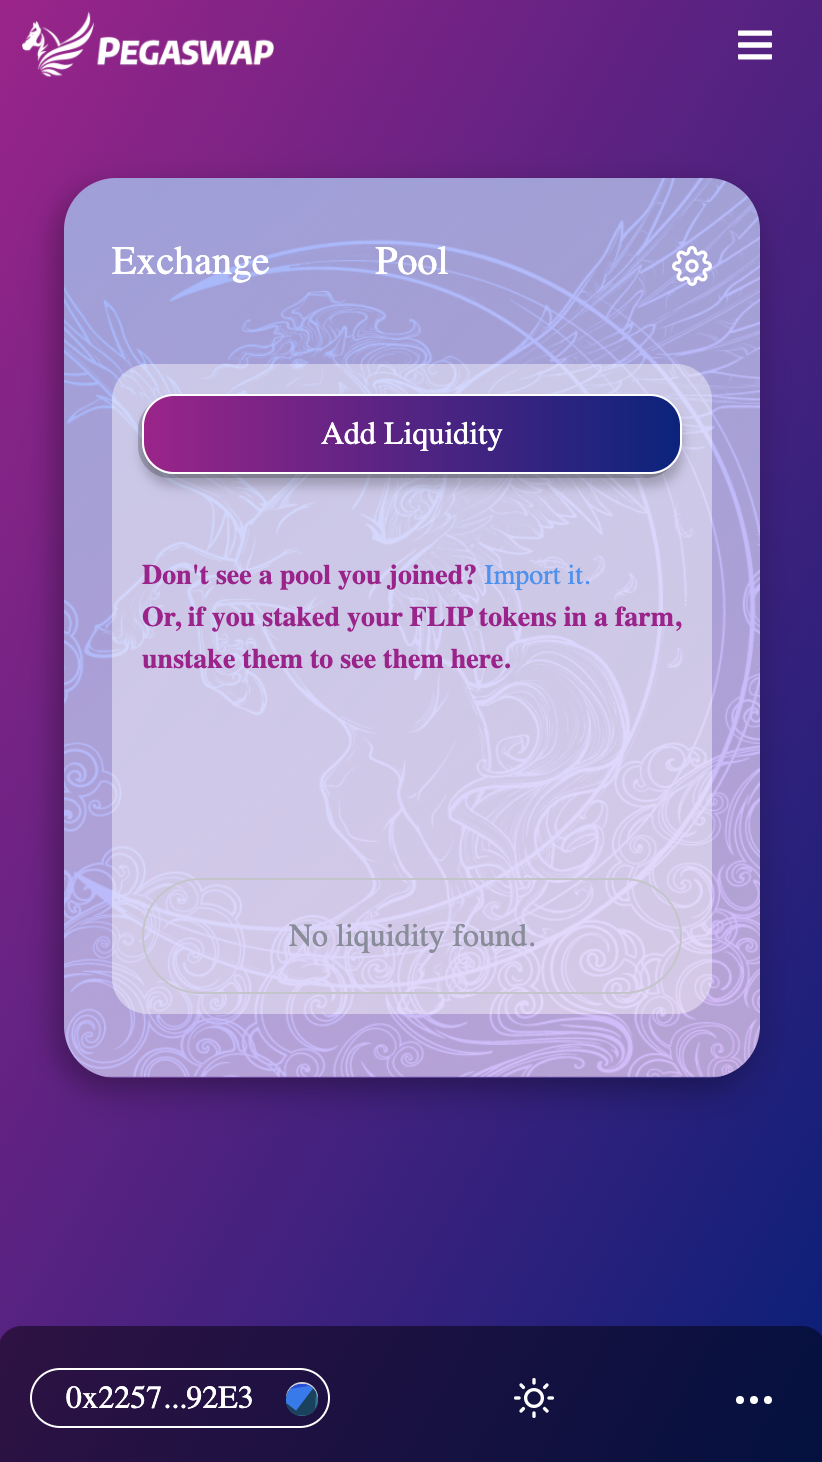 PEGASWAP
Exchange Pool
Add Liquidity
Don't see a pool you joined? Import it.
Or, if you staked your FLIP tokens in a farm,
unstake them to see them here.
No liquidity found.
0x2257...92E3